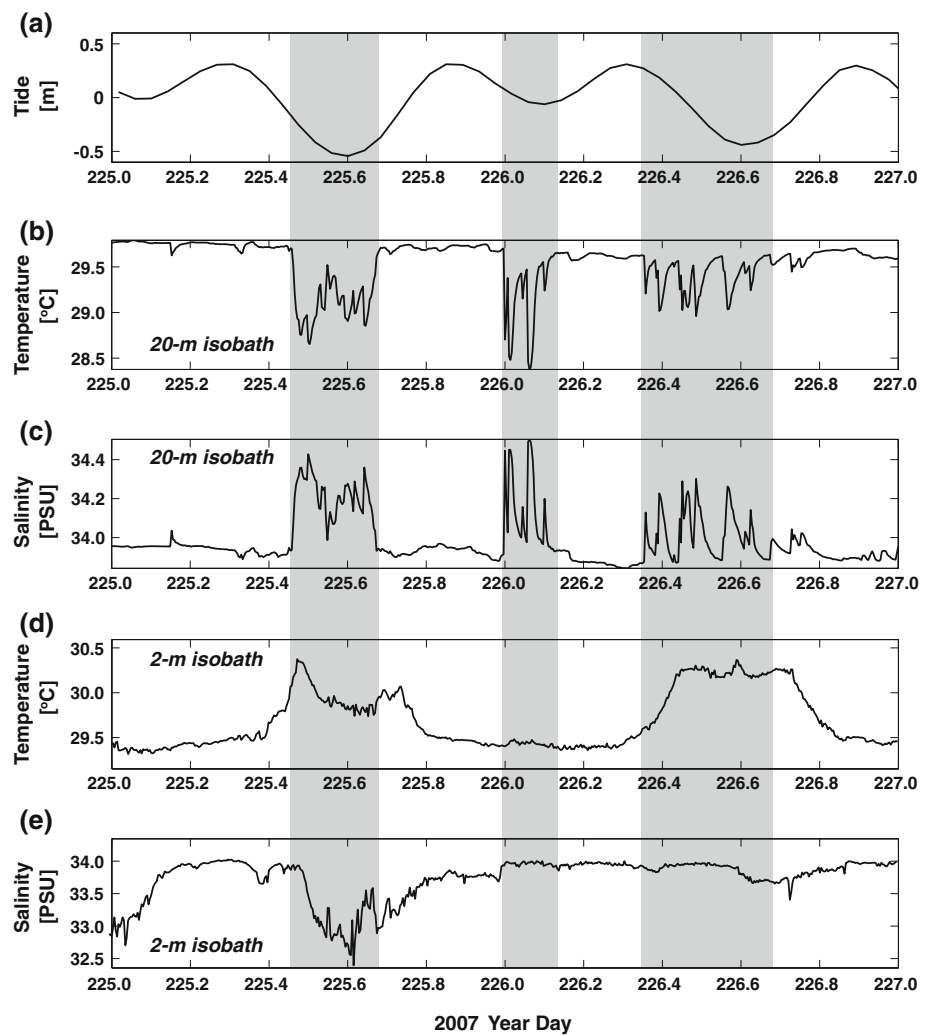 (a)
Tide
[m]
0.5
0
-0.5
225.0 225.2 225.4 225.6 225.8 226.0 226.2 226.4 226.6 226.8 227.0
(b)
Temperature
[°C]
29.5
29.0
28.5
20-m isobath
225.0 225.2 225.4 225.6 225.8 226.0 226.2 226.4 226.6 226.8 227.0
(c)
Salinity
[PSU]
34.4
34.2
34.0
20-m isobath
225.0 225.2 225.4 225.6 225.8 226.0 226.2 226.4 226.6 226.8 227.0
(d)
Temperature
[°C]
30.5
30.0
29.5
2-m isobath
225.0 225.2 225.4 225.6 225.8 226.0 226.2 226.4 226.6 226.8 227.0
(e)
Salinity
[PSU]
34.0
33.5
33.0
32.5
2-m isobath
225.0 225.2 225.4 225.6 225.8 226.0 226.2 226.4 226.6 226.8 227.0
2007 Year Day